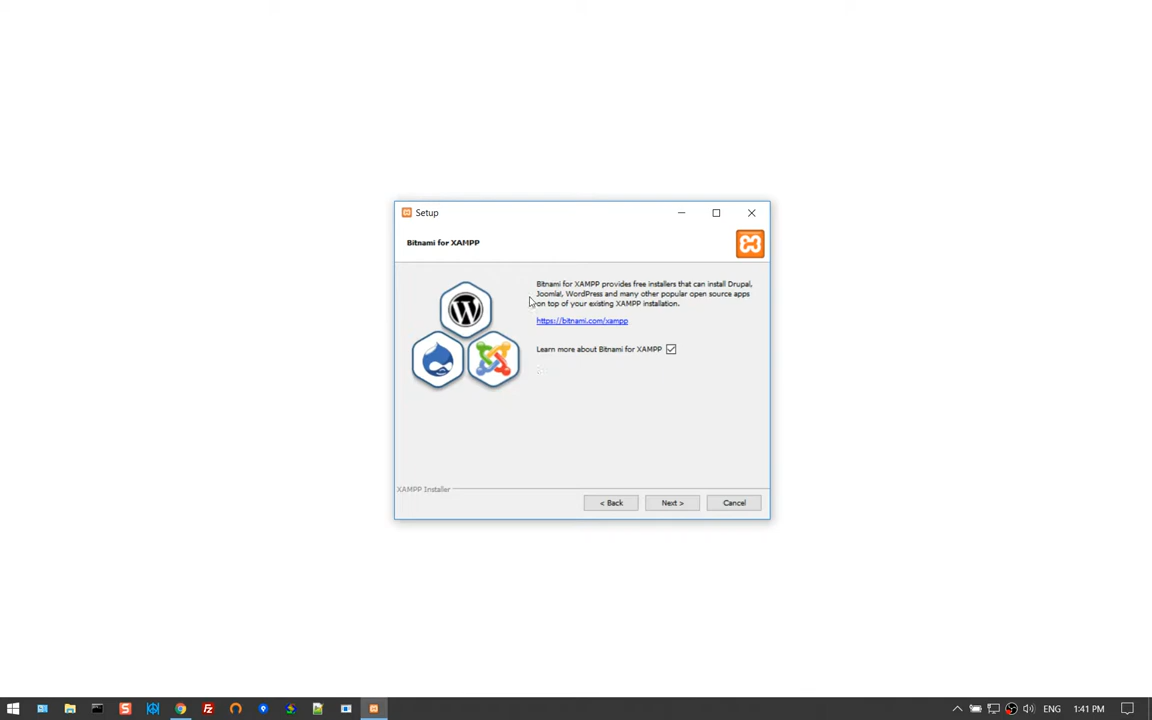 Setup
Bitnami for XAMPP
Bitnami for XAMPP provides free installers that can install Drupal,
Joomla!, WordPress and many other popular open source apps
on top of your existing XAMPP installation.
https://bitnami.com/xampp
Learn more about Bitnami for XAMPP
XAMPP Installer
< Back
Next >
Cancel
ENG
1:41 PM